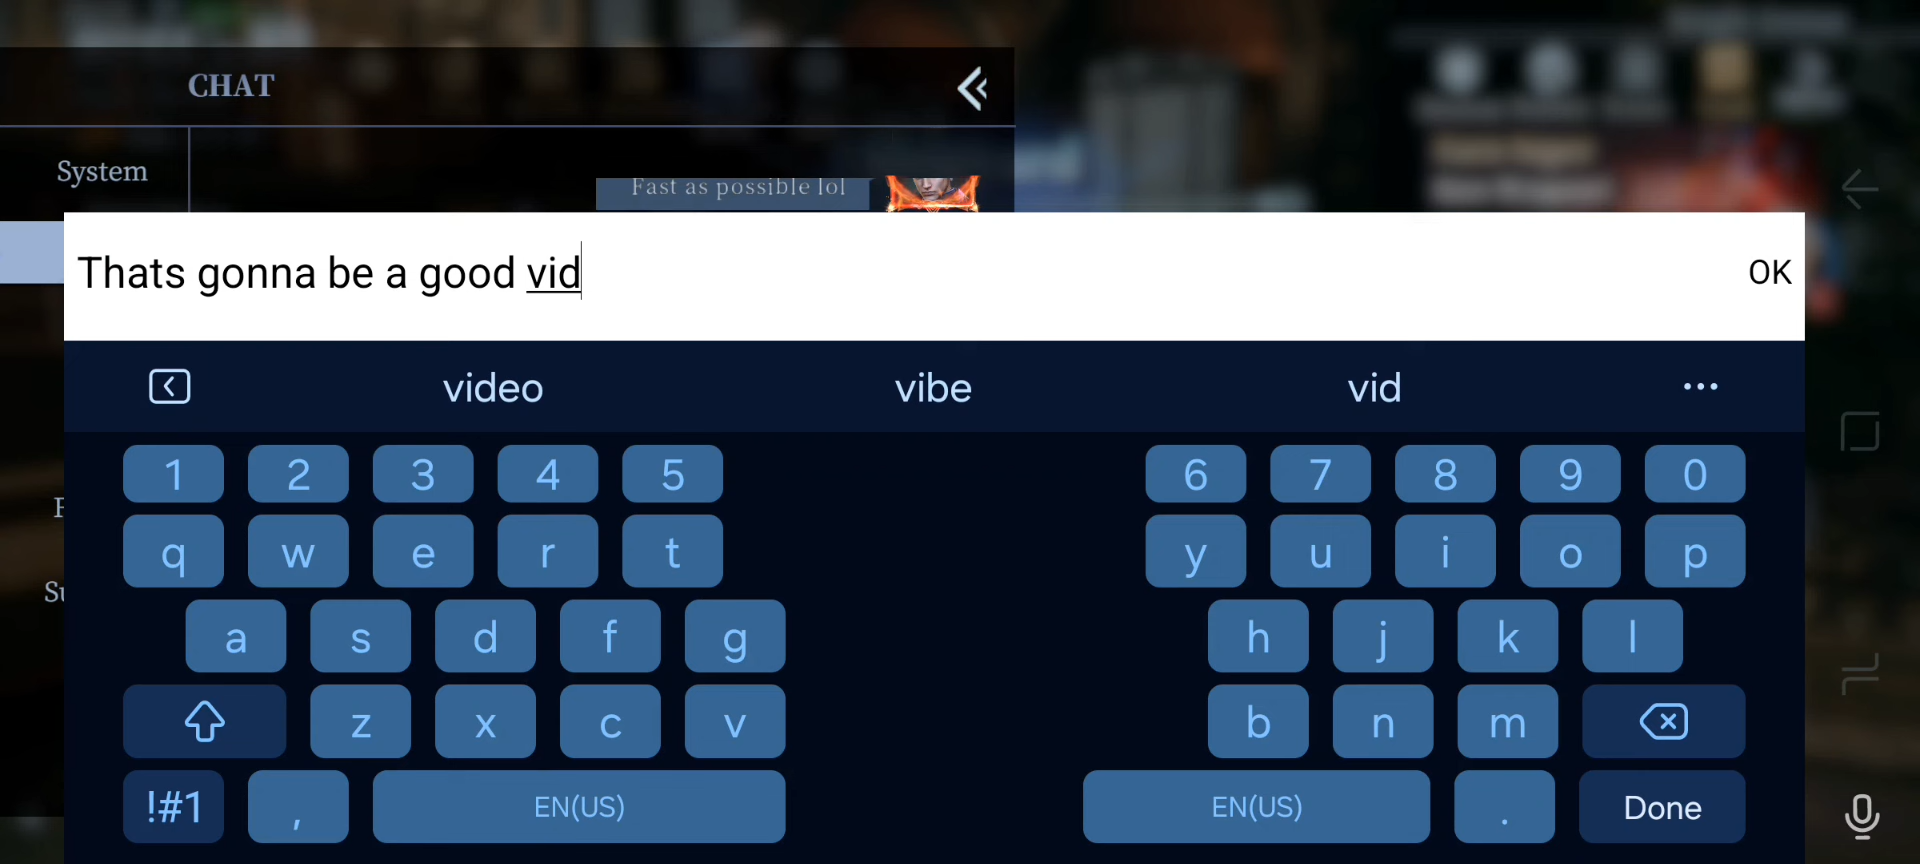 CHAT
System
Fast as possible lol
Thats gonna be a good vid
OK
video vibe vid ...
1 2 3 4 5 6 7 8 9 0
q w e r t y u i o p
a s d f g h j k l
z x c v b n m
!#1 , EN(US) EN(US) . Done